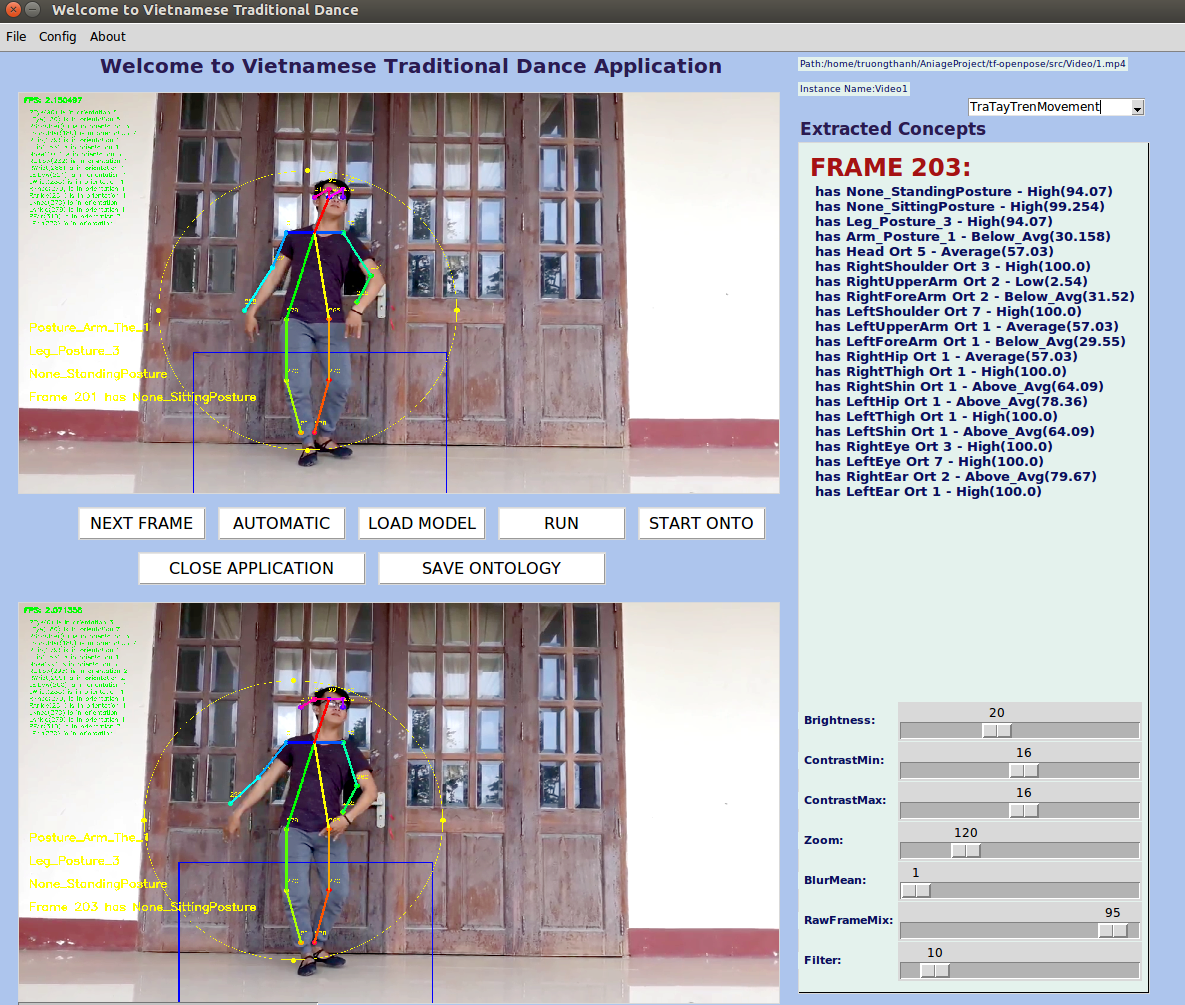 Welcome to Vietnamese Traditional Dance
File Config About
Welcome to Vietnamese Traditional Dance Application
Path:/home/truongthanh/AniageProject/tf-openpose/src/Video/1.mp4
Instance Name:Video1
TraTayTrenMovement
Extracted Concepts
FRAME 203:
has None_StandingPosture - High(94.07)
has None_SittingPosture - High(99.254)
has Leg_Posture_3 - High(94.07)
has Arm_Posture_1 - Below_Avg(30.158)
has Head Ort 5 - Average(57.03)
has RightShoulder Ort 3 - High(100.0)
has RightUpperArm Ort 2 - Low(2.54)
has RightForeArm Ort 2 - Below_Avg(31.52)
has LeftShoulder Ort 7 - High(100.0)
has LeftUpperArm Ort 1 - Average(57.03)
has LeftForeArm Ort 1 - Below_Avg(29.55)
has RightHip Ort 1 - Average(57.03)
has RightThigh Ort 1 - High(100.0)
has RightShin Ort 1 - Above_Avg(64.09)
has LeftHip Ort 1 - Above_Avg(78.36)
has LeftThigh Ort 1 - High(100.0)
has LeftShin Ort 1 - Above_Avg(64.09)
has RightEye Ort 3 - High(100.0)
has LeftEye Ort 7 - High(100.0)
has RightEar Ort 2 - Above_Avg(79.67)
has LeftEar Ort 1 - High(100.0)
FPS: 2.150497
Posture_Arm_The_1
Leg_Posture_3
None_StandingPosture
Frame 201 has None_SittingPosture
NEXT FRAME
AUTOMATIC
LOAD MODEL
RUN
START ONTO
CLOSE APPLICATION
SAVE ONTOLOGY
Posture_Arm_The_1
Leg_Posture_3
None_StandingPosture
Frame 203 has None_SittingPosture
Brightness: 20
ContrastMin: 16
ContrastMax: 16
Zoom: 120
BlurMean: 1
RawFrameMix: 95
Filter: 10